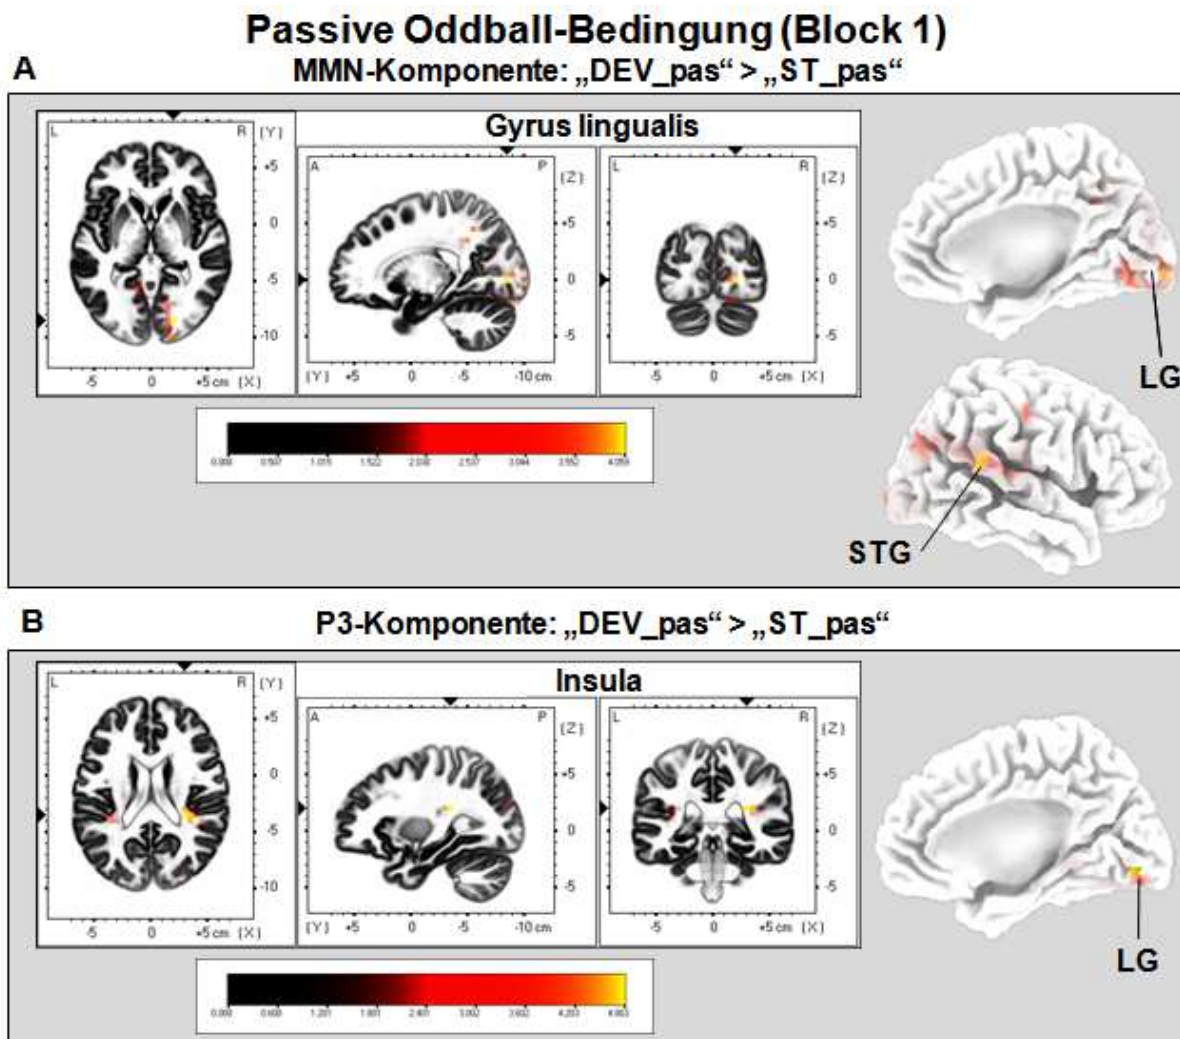 Passive Oddball-Bedingung (Block 1)
A
MMN-Komponente: „DEV_pas“ > „ST_pas“
Gyrus lingualis
L R (Y)
+5
0
-5
-10
-5 0 +5 cm (X)
A P (Z)
+5
0
-5
(Y) +5 0 -5 -10 cm
L R (Z)
+5
0
-5
-5 0 +5 cm (X)
LG
STG
B
P3-Komponente: „DEV_pas“ > „ST_pas“
Insula
L R (Y)
+5
0
-5
-10
-5 0 +5 cm (X)
A P (Z)
+5
0
-5
(Y) +5 0 -5 -10 cm
L R (Z)
+5
0
-5
-5 0 +5 cm (X)
LG